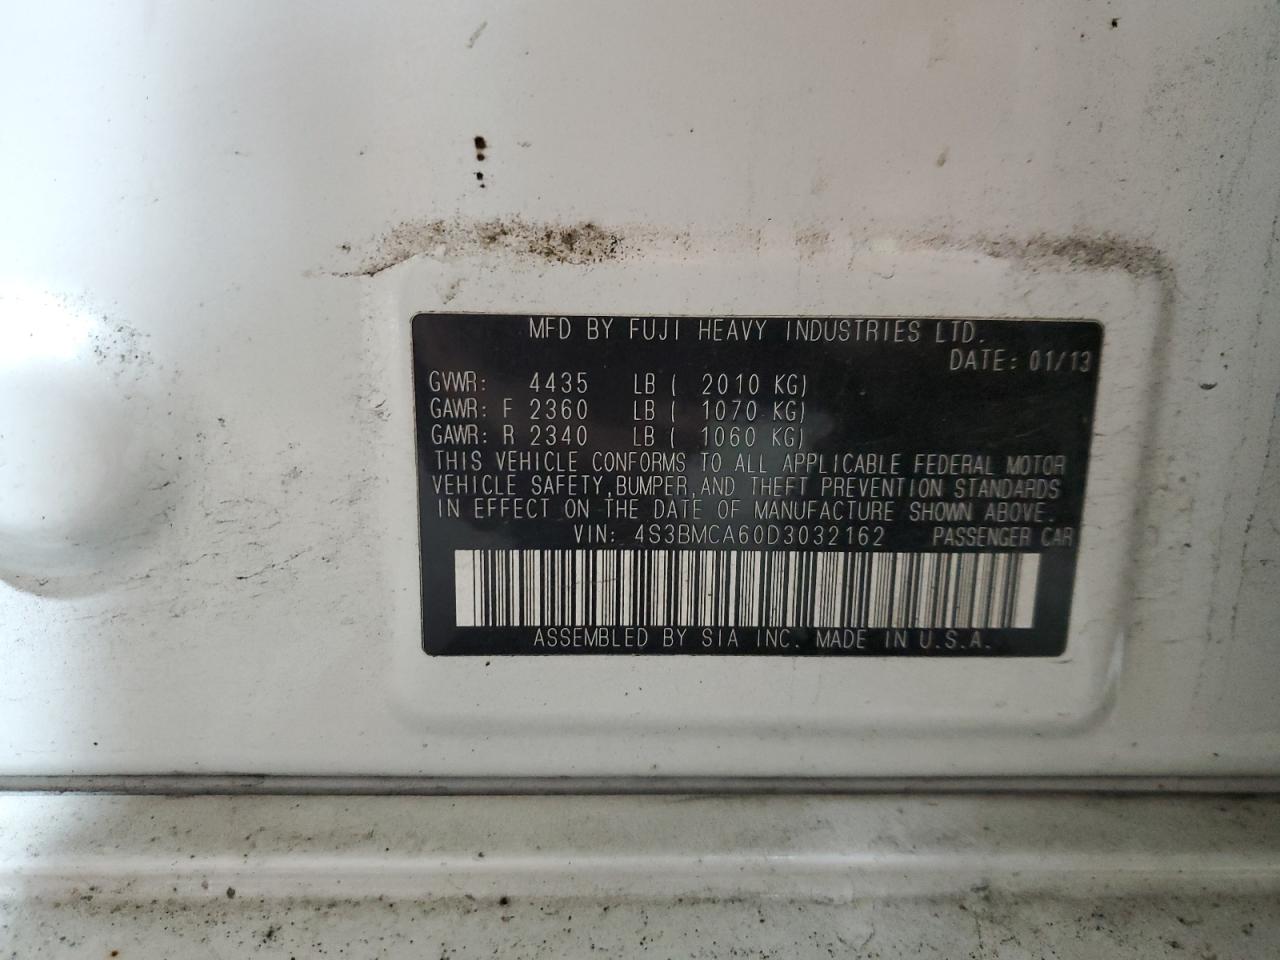 MFD BY FUJI HEAVY INDUSTRIES LTD.
DATE: 01/13
GVWR: 4435 LB ( 2010 KG)
GAWR: F 2360 LB ( 1070 KG)
GAWR: R 2340 LB ( 1060 KG)
THIS VEHICLE CONFORMS TO ALL APPLICABLE FEDERAL MOTOR
VEHICLE SAFETY, BUMPER, AND THEFT PREVENTION STANDARDS
IN EFFECT ON THE DATE OF MANUFACTURE SHOWN ABOVE.
VIN: 4S3BMCA60D3032162 PASSENGER CAR
ASSEMBLED BY SIA INC. MADE IN U.S.A.